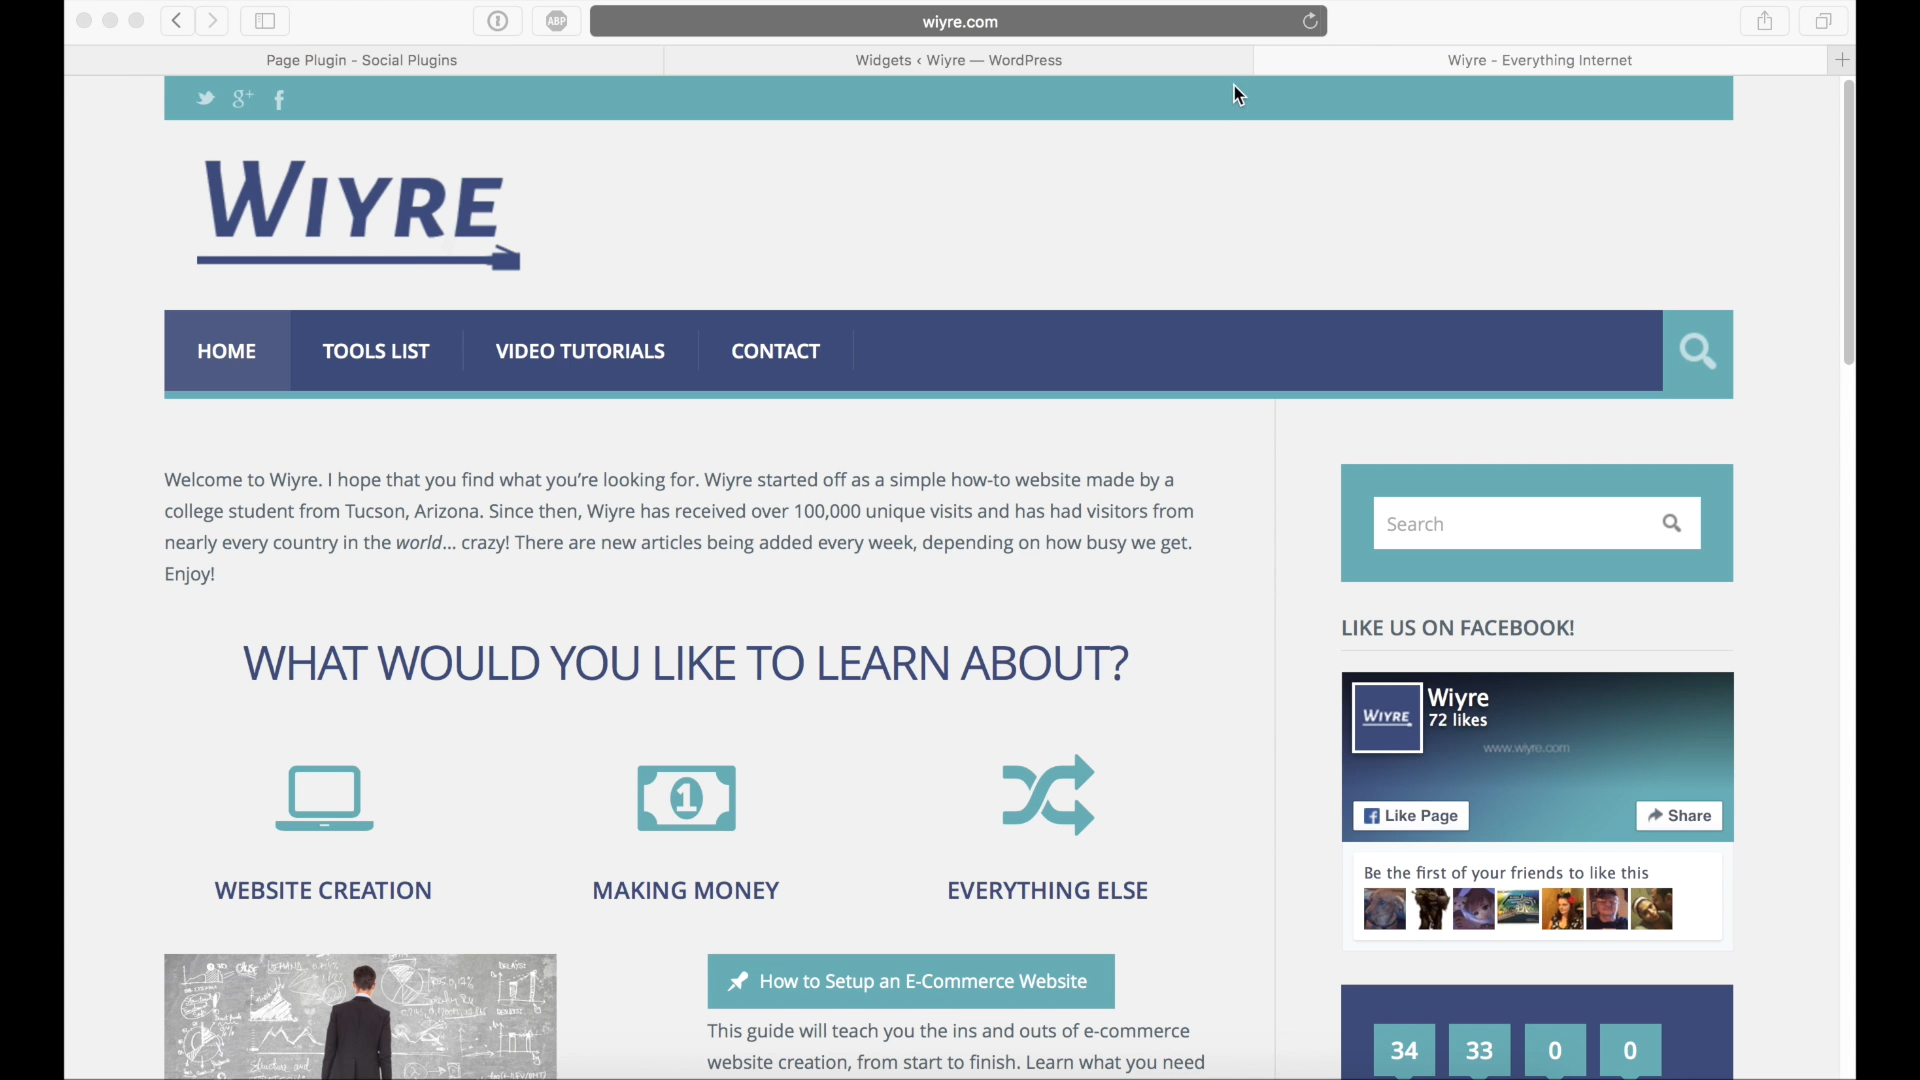 ABP
wiyre.com
Page Plugin - Social Plugins
Widgets ‹ Wiyre — WordPress
Wiyre - Everything Internet
g+ f
WIYRE
HOME
TOOLS LIST
VIDEO TUTORIALS
CONTACT
Welcome to Wiyre. I hope that you find what you’re looking for. Wiyre started off as a simple how-to website made by a
college student from Tucson, Arizona. Since then, Wiyre has received over 100,000 unique visits and has had visitors from
nearly every country in the world... crazy! There are new articles being added every week, depending on how busy we get.
Enjoy!
Search
LIKE US ON FACEBOOK!
WHAT WOULD YOU LIKE TO LEARN ABOUT?
WIYRE
Wiyre
72 likes
www.wiyre.com
Like Page
Share
Be the first of your friends to like this
1
WEBSITE CREATION
MAKING MONEY
EVERYTHING ELSE
How to Setup an E-Commerce Website
This guide will teach you the ins and outs of e-commerce
website creation, from start to finish. Learn what you need
34
33
0
0